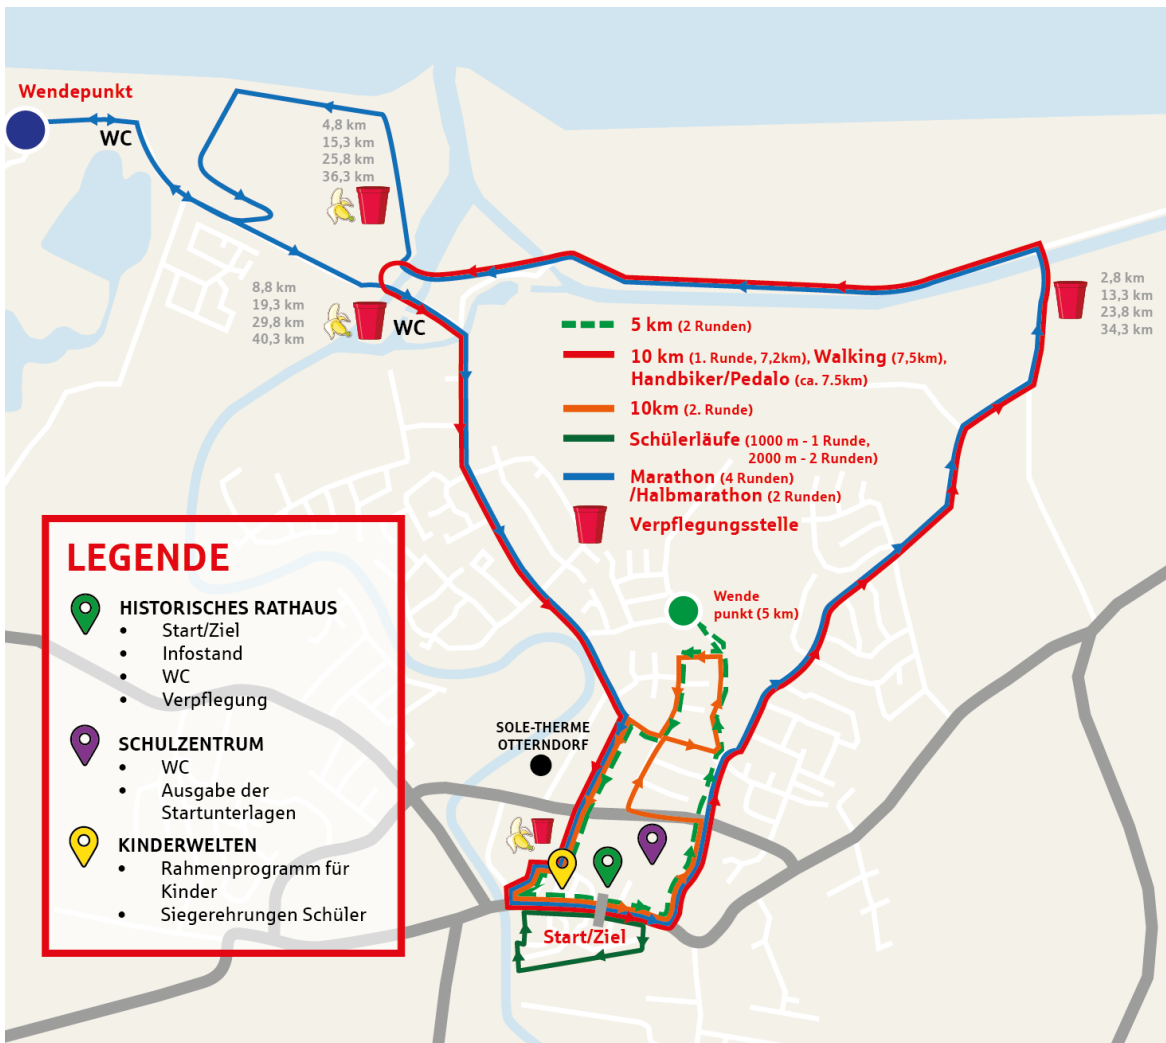 Wendepunkt
WC
4,8 km
15,3 km
25,8 km
36,3 km
8,8 km
19,3 km
29,8 km
40,3 km
WC
2,8 km
13,3 km
23,8 km
34,3 km
5 km (2 Runden)
10 km (1. Runde, 7,2km), Walking (7,5km),
Handbiker/Pedalo (ca. 7.5km)
10km (2. Runde)
Schülerläufe (1000 m - 1 Runde,
2000 m - 2 Runden)
Marathon (4 Runden)
/Halbmarathon (2 Runden)
Verpflegungsstelle
Wende
punkt (5 km)
SOLE-THERME
OTTERNDORF
Start/Ziel
LEGENDE
HISTORISCHES RATHAUS
• Start/Ziel
• Infostand
• WC
• Verpflegung
SCHULZENTRUM
• WC
• Ausgabe der
Startunterlagen
KINDERWELTEN
• Rahmenprogramm für
Kinder
• Siegerehrungen Schüler